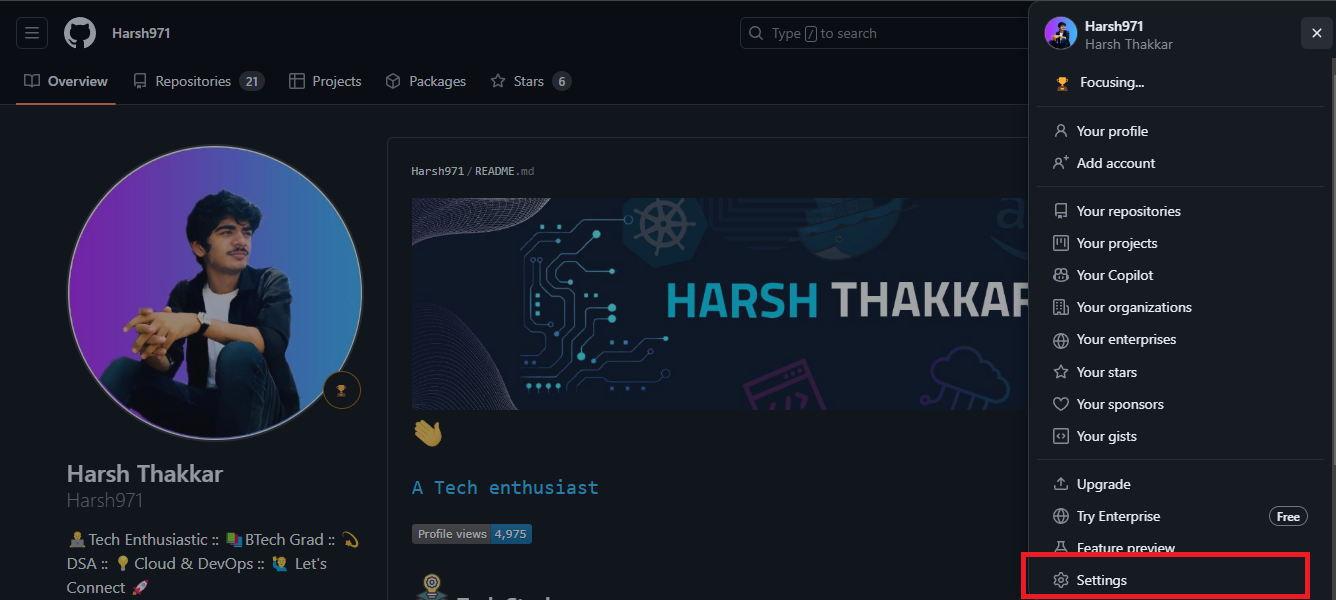 Harsh971
Type / to search
Overview
Repositories 21
Projects
Packages
Stars 6
Harsh971/README.md
HARSH THAKKAR
A Tech enthusiast
Profile views 4,975
Harsh Thakkar
Harsh971
Tech Enthusiastic :: BTech Grad ::
DSA :: Cloud & DevOps :: Let's
Connect
Harsh971
Harsh Thakkar
Focusing...
Your profile
Add account
Your repositories
Your projects
Your Copilot
Your organizations
Your enterprises
Your stars
Your sponsors
Your gists
Upgrade
Try Enterprise Free
Feature preview
Settings